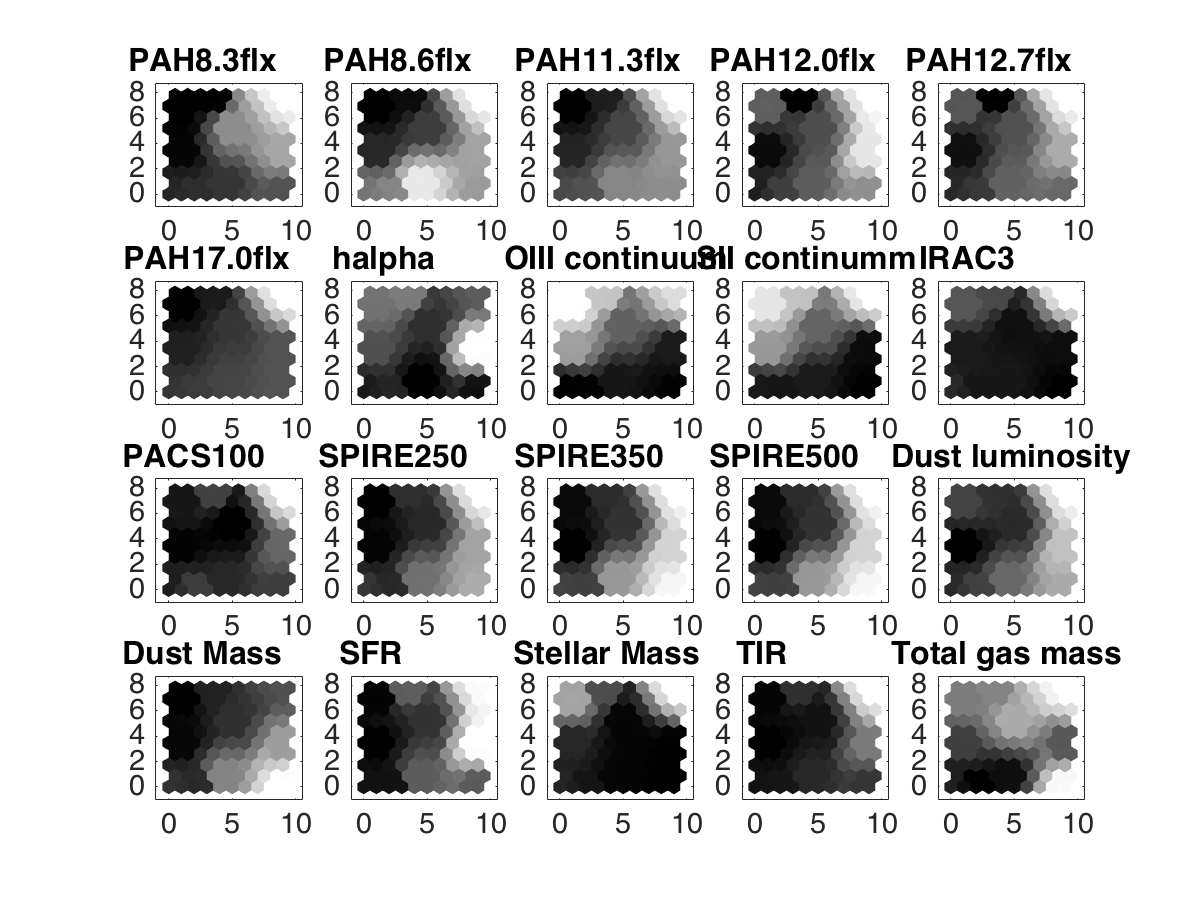 PAH8.3flx PAH8.6flx PAH11.3flx PAH12.0flx PAH12.7flx
8 8 8 8 8
6 6 6 6 6
4 4 4 4 4
2 2 2 2 2
0 0 0 0 0
0 5 10 0 5 10 0 5 10 0 5 10 0 5 10
PAH17.0flx halpha OIII continuum SII continumm IRAC3
8 8 8 8 8
6 6 6 6 6
4 4 4 4 4
2 2 2 2 2
0 0 0 0 0
0 5 10 0 5 10 0 5 10 0 5 10 0 5 10
PACS100 SPIRE250 SPIRE350 SPIRE500 Dust luminosity
8 8 8 8 8
6 6 6 6 6
4 4 4 4 4
2 2 2 2 2
0 0 0 0 0
0 5 10 0 5 10 0 5 10 0 5 10 0 5 10
Dust Mass SFR Stellar Mass TIR Total gas mass
8 8 8 8 8
6 6 6 6 6
4 4 4 4 4
2 2 2 2 2
0 0 0 0 0
0 5 10 0 5 10 0 5 10 0 5 10 0 5 10